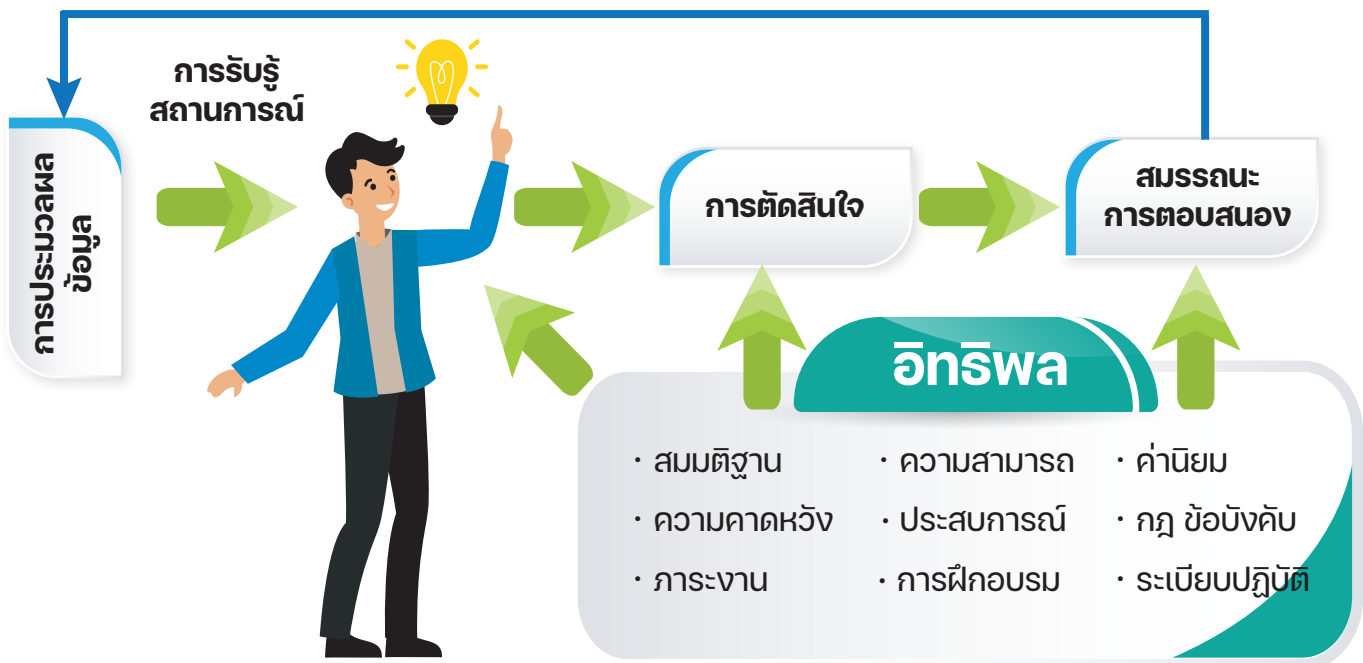 การรับรู้
สถานการณ์
การประมวลผล
ข้อมูล
การตัดสินใจ
สมรรถนะ
การตอบสนอง
อิทธิพล
· สมมติฐาน
· ความคาดหวัง
· ภาระงาน
· ความสามารถ
· ประสบการณ์
· การฝึกอบรม
· ค่านิยม
· กฎ ข้อบังคับ
· ระเบียบปฏิบัติ